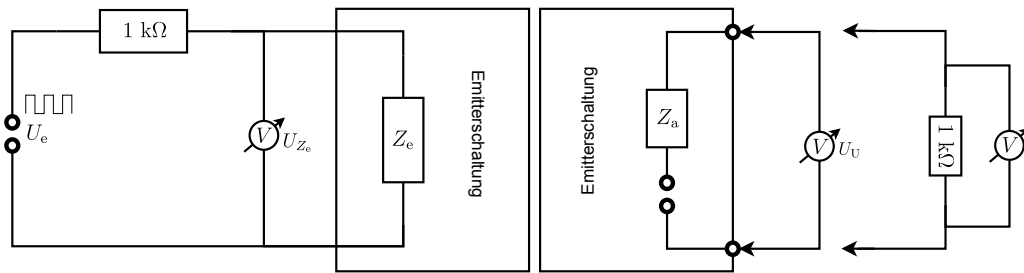 1 kΩ
U_e
V
U_{Z_e}
Z_e
Emitterschaltung
Emitterschaltung
Z_a
V
U_U
1 kΩ
V